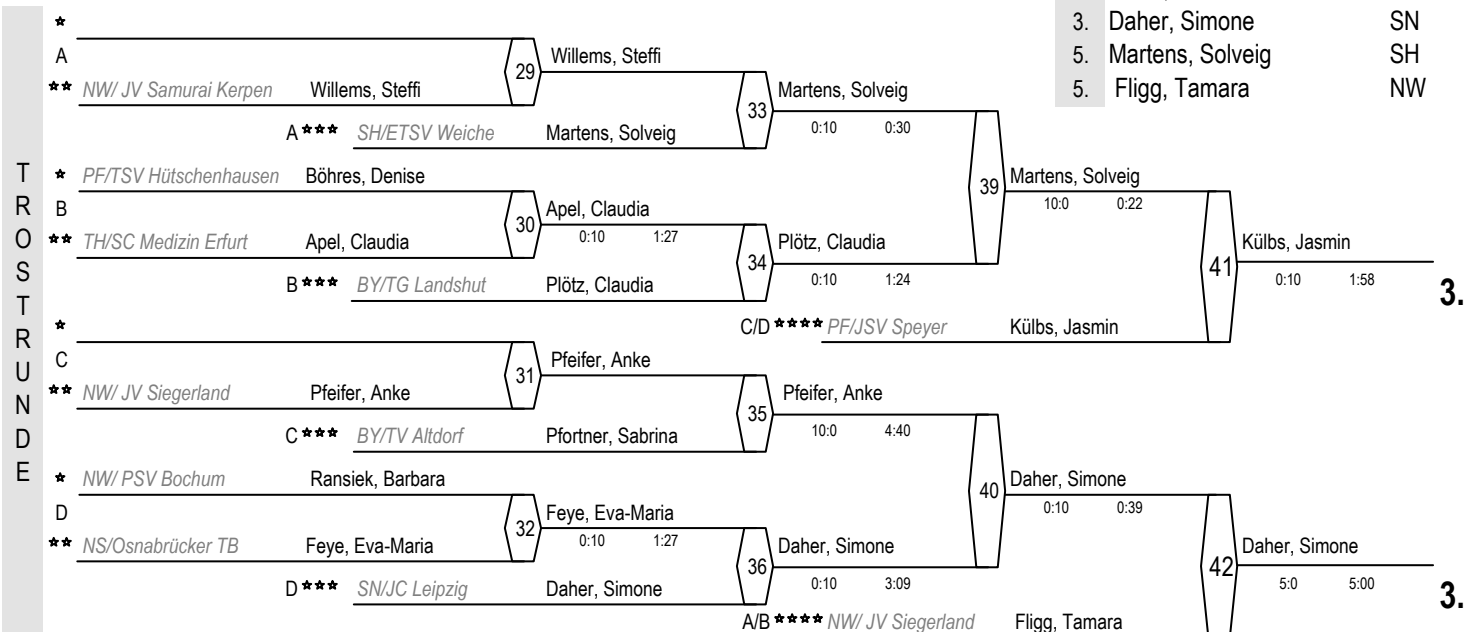 3. Daher, Simone SN
5. Martens, Solveig SH
5. Fligg, Tamara NW
TROSTRUNDE
*
A
** NW/ JV Samurai Kerpen Willems, Steffi
29
Willems, Steffi
A *** SH/ETSV Weiche Martens, Solveig
33
Martens, Solveig
0:10 0:30
* PF/TSV Hütschenhausen Böhres, Denise
B
** TH/SC Medizin Erfurt Apel, Claudia
30
Apel, Claudia
0:10 1:27
B *** BY/TG Landshut Plötz, Claudia
34
Plötz, Claudia
0:10 1:24
39
Martens, Solveig
10:0 0:22
C/D **** PF/JSV Speyer Külbs, Jasmin
41
Külbs, Jasmin
0:10 1:58
3.
*
C
** NW/ JV Siegerland Pfeifer, Anke
31
Pfeifer, Anke
C *** BY/TV Altdorf Pfortner, Sabrina
35
Pfeifer, Anke
10:0 4:40
* NW/ PSV Bochum Ransiek, Barbara
D
** NS/Osnabrücker TB Feye, Eva-Maria
32
Feye, Eva-Maria
0:10 1:27
D *** SN/JC Leipzig Daher, Simone
36
Daher, Simone
0:10 3:09
40
Daher, Simone
0:10 0:39
A/B **** NW/ JV Siegerland Fligg, Tamara
42
Daher, Simone
5:0 5:00
3.